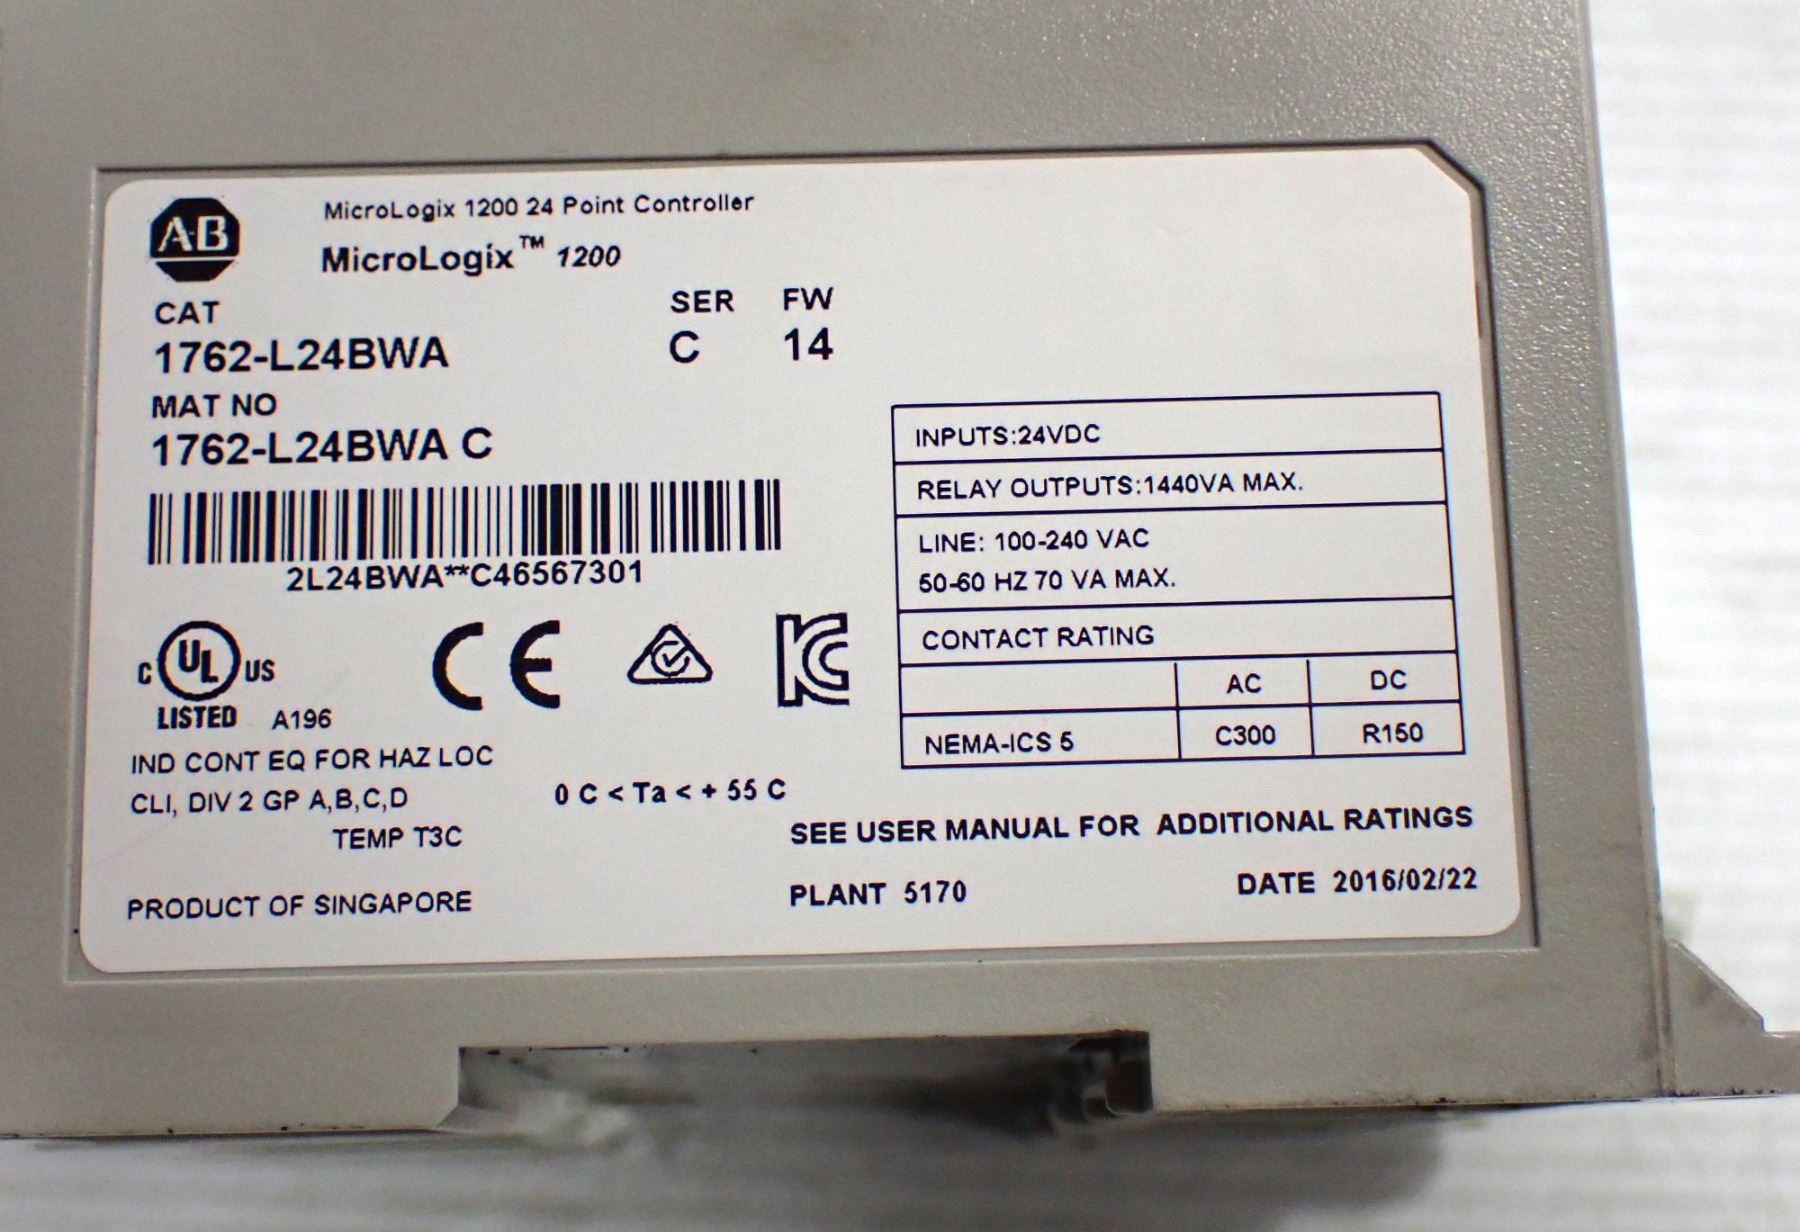 AB
MicroLogix 1200 24 Point Controller
MicroLogix™ 1200
CAT
SER FW
1762-L24BWA
C 14
MAT NO
1762-L24BWA C
2L24BWA**C46567301
INPUTS:24VDC
RELAY OUTPUTS:1440VA MAX.
LINE: 100-240 VAC
50-60 HZ 70 VA MAX.
CONTACT RATING
AC DC
NEMA-ICS 5 C300 R150
C UL US
LISTED A196
CE
KC
IND CONT EQ FOR HAZ LOC
CLI, DIV 2 GP A,B,C,D
0 C < Ta < + 55 C
TEMP T3C
SEE USER MANUAL FOR ADDITIONAL RATINGS
PRODUCT OF SINGAPORE
PLANT 5170
DATE 2016/02/22